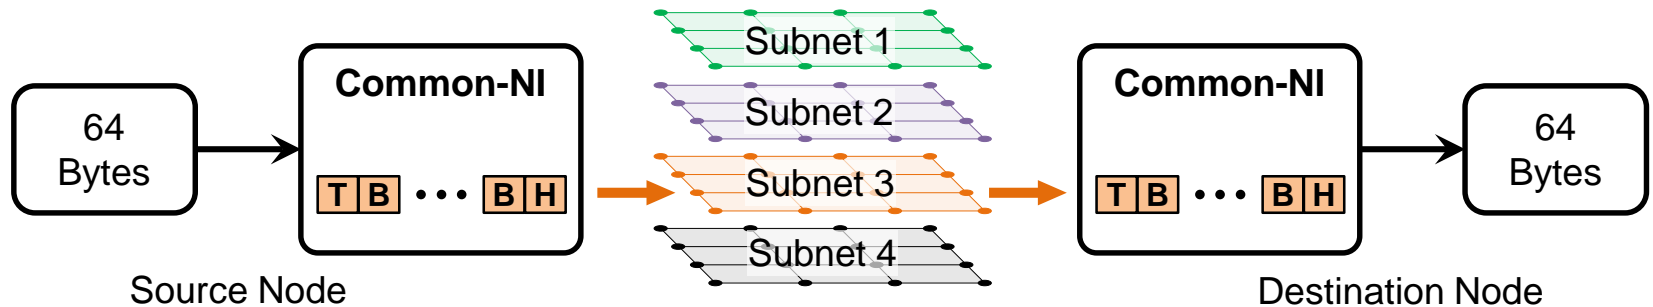 64
Bytes
Common-NI
T B ••• B H
Source Node
Subnet 1
Subnet 2
Subnet 3
Subnet 4
Common-NI
T B ••• B H
64
Bytes
Destination Node